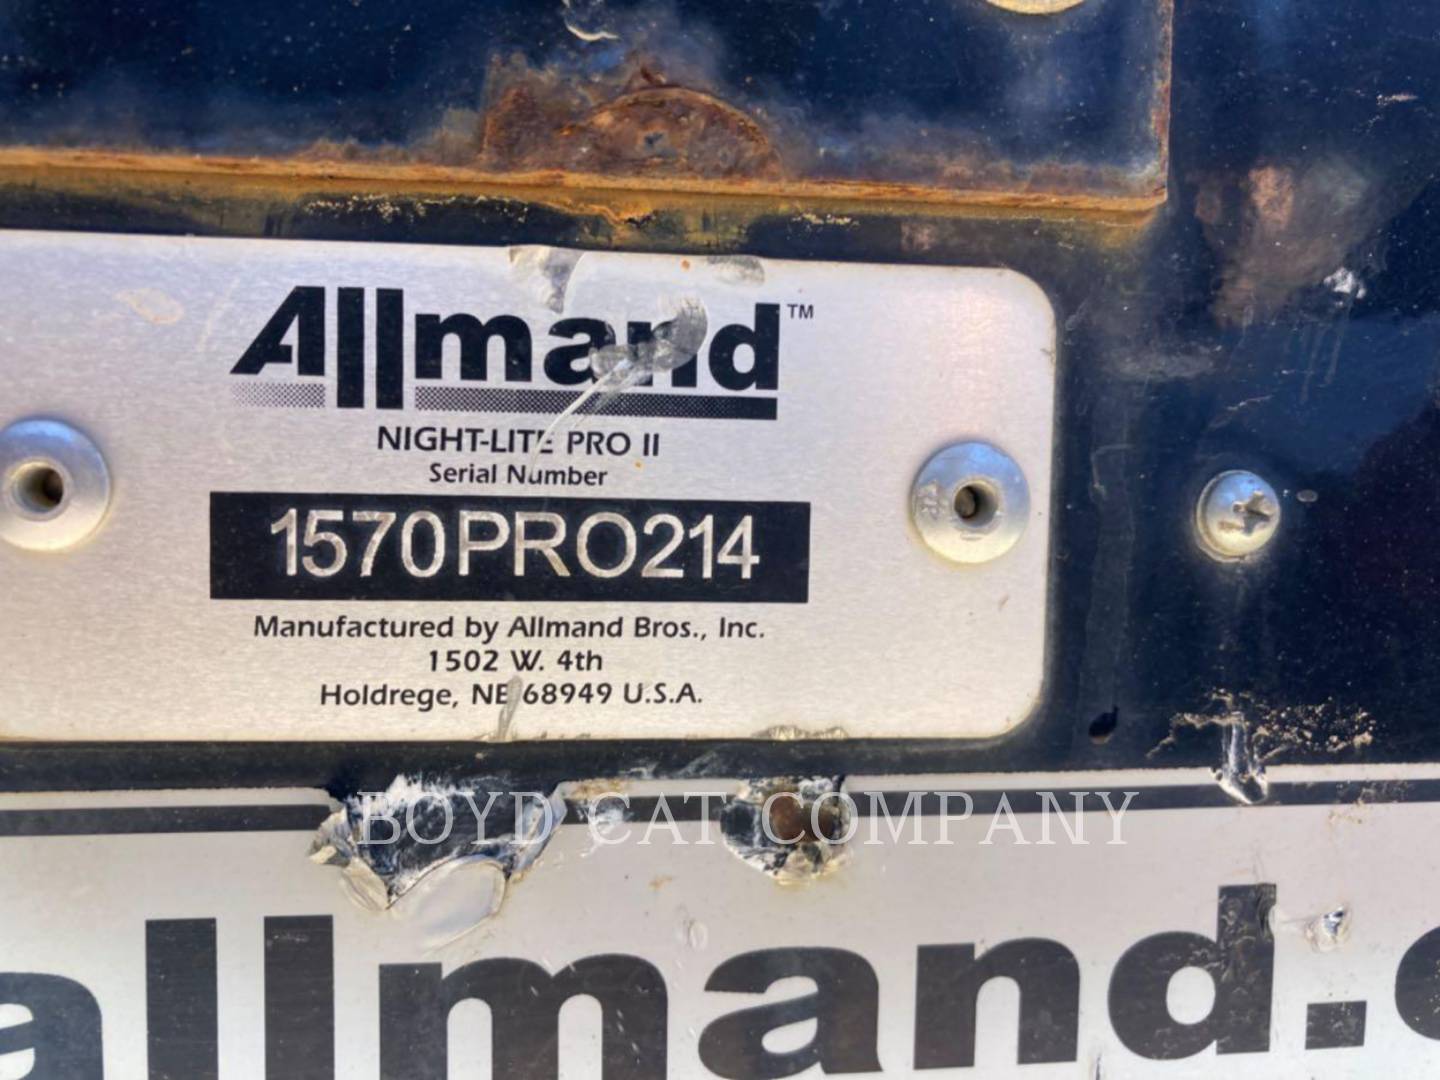 Allmand™
NIGHT-LITE PRO II
Serial Number
1570PRO214
Manufactured by Allmand Bros., Inc.
1502 W. 4th
Holdrege, NE 68949 U.S.A.
BOYD CAT COMPANY
allmand.c